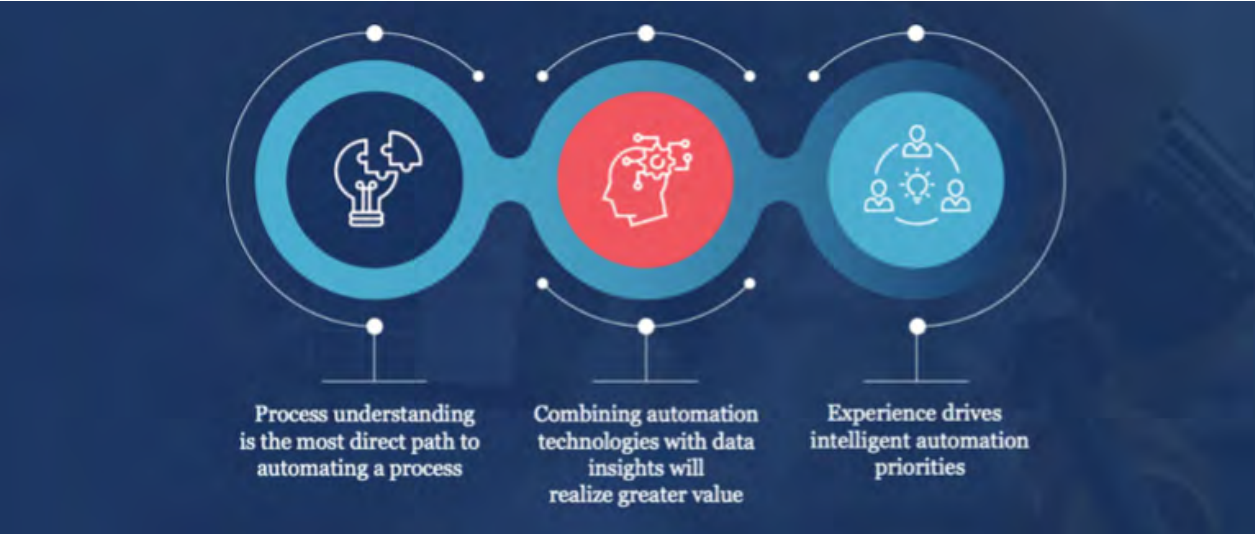 Process understanding
is the most direct path to
automating a process
Combining automation
technologies with data
insights will
realize greater value
Experience drives
intelligent automation
priorities